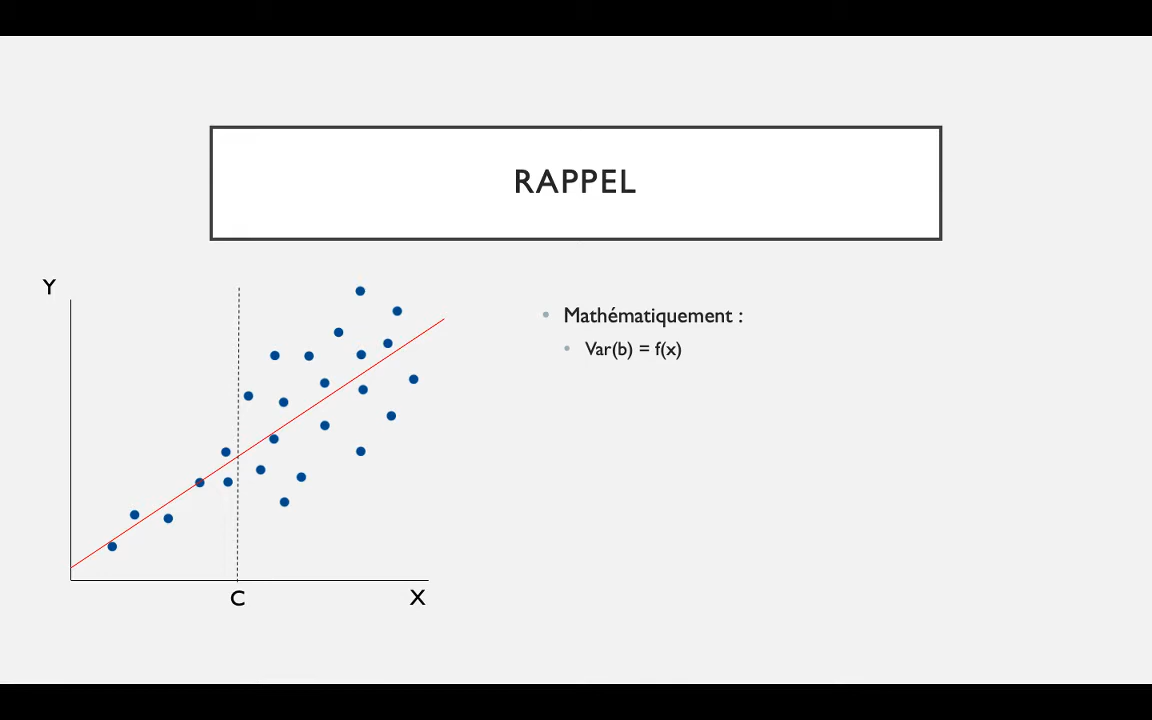 RAPPEL
Y
Mathématiquement :
Var(b) = f(x)
C
X